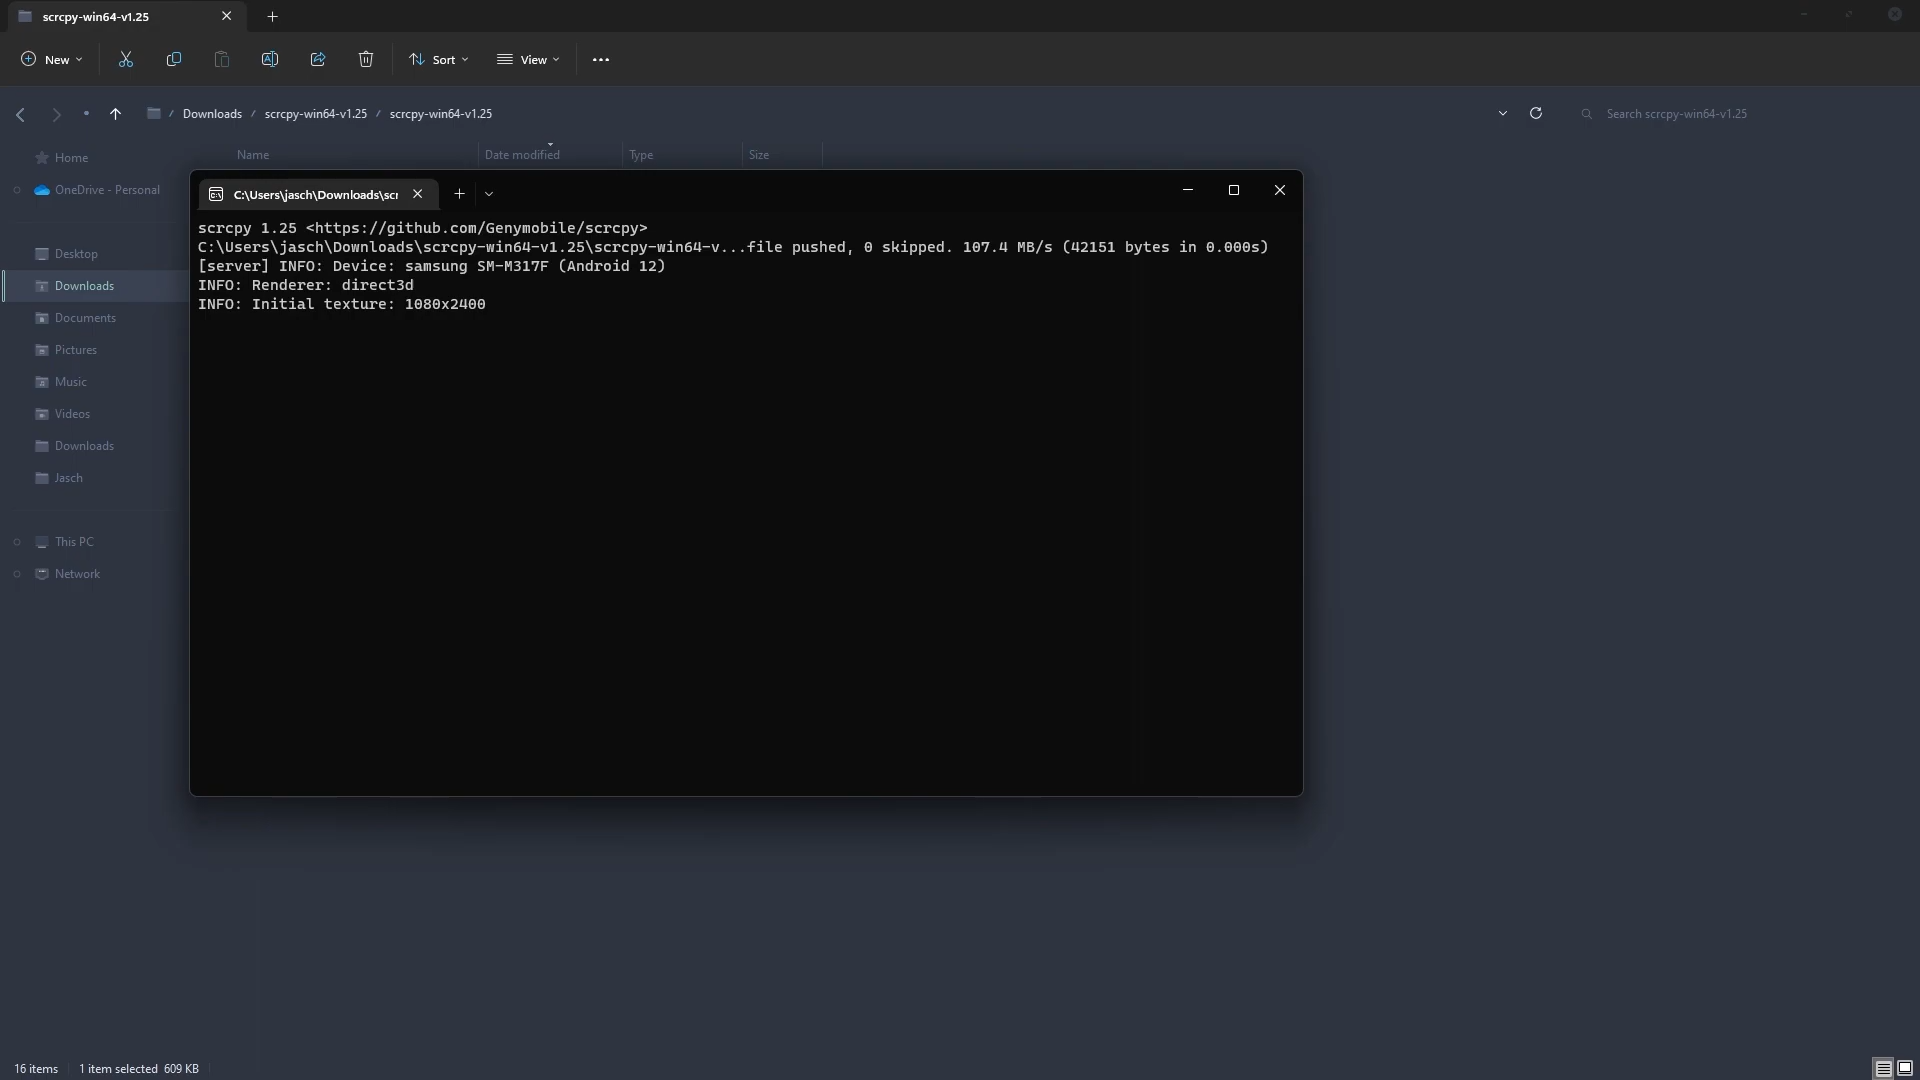 scrcpy-win64-v1.25
New
Sort
View
Downloads / scrcpy-win64-v1.25 / scrcpy-win64-v1.25
Search scrcpy-win64-v1.25
Name
Date modified
Type
Size
Home
OneDrive - Personal
Desktop
Downloads
Documents
Pictures
Music
Videos
Downloads
Jasch
This PC
Network
C:\Users\jasch\Downloads\scr
scrcpy 1.25 <https://github.com/Genymobile/scrcpy>
C:\Users\jasch\Downloads\scrcpy-win64-v1.25\scrcpy-win64-v...file pushed, 0 skipped. 107.4 MB/s (42151 bytes in 0.000s)
[server] INFO: Device: samsung SM-M317F (Android 12)
INFO: Renderer: direct3d
INFO: Initial texture: 1080x2400
16 items
1 item selected 609 KB